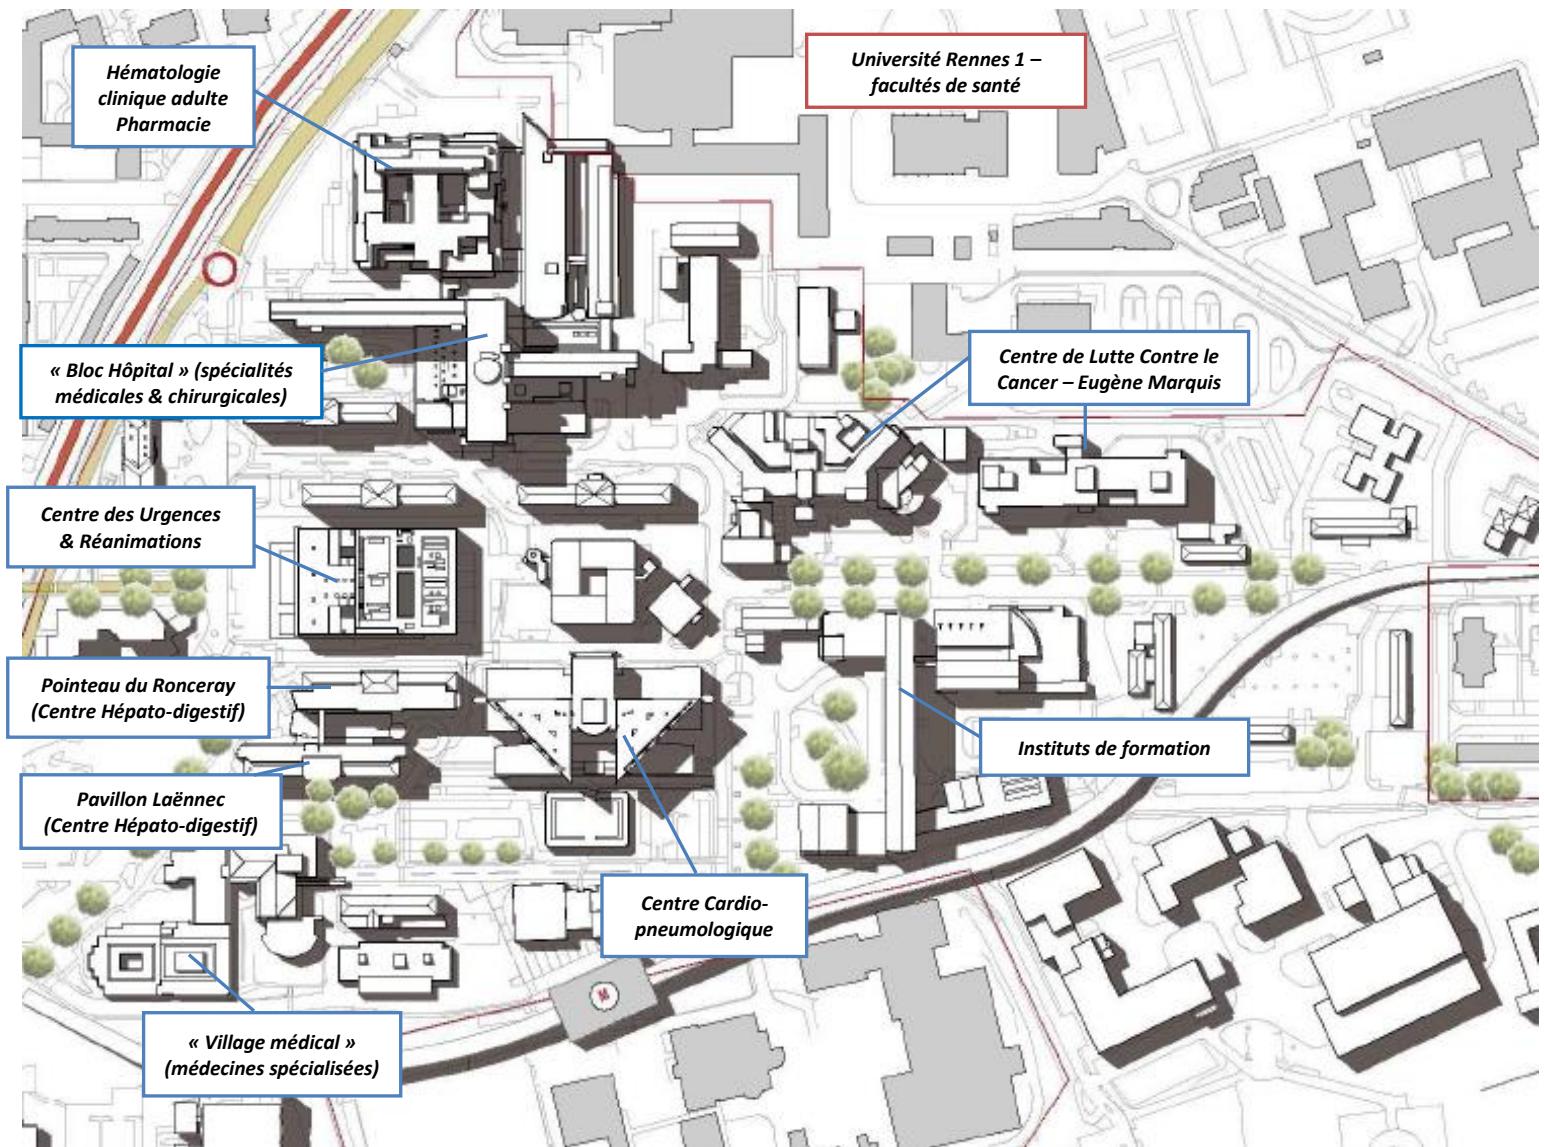 Hématologie
clinique adulte
Pharmacie
Université Rennes 1 –
facultés de santé
« Bloc Hôpital » (spécialités
médicales & chirurgicales)
Centre de Lutte Contre le
Cancer – Eugène Marquis
Centre des Urgences
& Réanimations
Pointeau du Ronceray
(Centre Hépato-digestif)
Instituts de formation
Pavillon Laënnec
(Centre Hépato-digestif)
Centre Cardio-
pneumologique
M
« Village médical »
(médecines spécialisées)